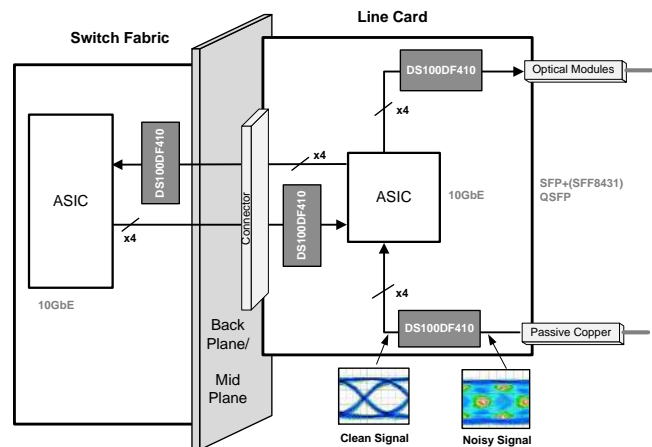 Line Card
Switch Fabric
DS100DF410
Optical Modules
x4
DS100DF410
x4
ASIC
ASIC
10GbE
SFP+(SFF8431)
QSFP
DS100DF410
Connector
x4
10GbE
x4
Back
Plane/
Mid
Plane
DS100DF410
Passive Copper
Clean Signal
Noisy Signal